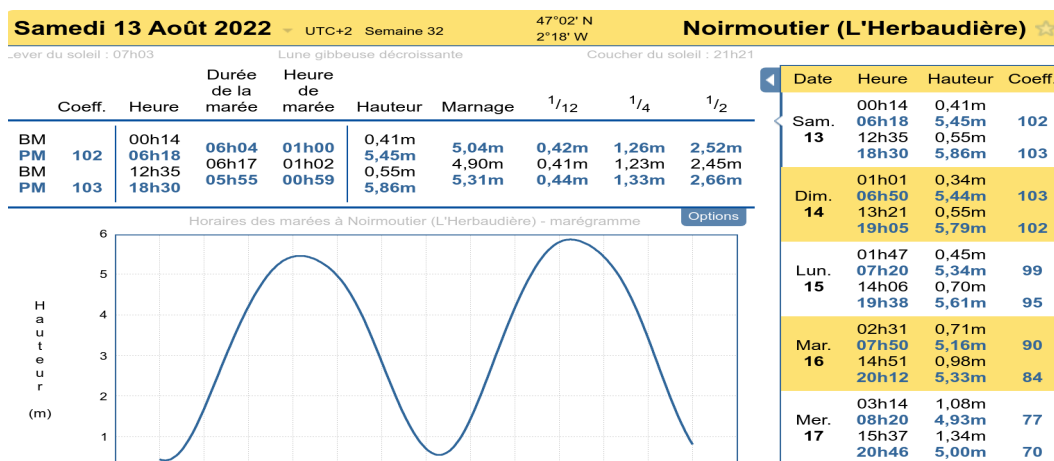 Samedi 13 Août 2022 UTC+2 Semaine 32 47°02' N 2°18' W Noirmoutier (L'Herbaudière)
Lever du soleil : 07h03 Lune gibbeuse décroissante Coucher du soleil : 21h21
Coeff. Heure Durée de la marée Heure de marée Hauteur Marnage 1/12 1/4 1/2
BM 00h14 0,41m
PM 102 06h18 06h04 01h00 5,45m 5,04m 0,42m 1,26m 2,52m
BM 12h35 06h17 01h02 0,55m 4,90m 0,41m 1,23m 2,45m
PM 103 18h30 05h55 00h59 5,86m 5,31m 0,44m 1,33m 2,66m
Horaires des marées à Noirmoutier (L'Herbaudière) - marégramme
Options
Hauteur
(m)
6
5
4
3
2
1
Date Heure Hauteur Coeff.
Sam. 13
00h14 0,41m
06h18 5,45m 102
12h35 0,55m
18h30 5,86m 103
Dim. 14
01h01 0,34m
06h50 5,44m 103
13h21 0,55m
19h05 5,79m 102
Lun. 15
01h47 0,45m
07h20 5,34m 99
14h06 0,70m
19h38 5,61m 95
Mar. 16
02h31 0,71m
07h50 5,16m 90
14h51 0,98m
20h12 5,33m 84
Mer. 17
03h14 1,08m
08h20 4,93m 77
15h37 1,34m
20h46 5,00m 70